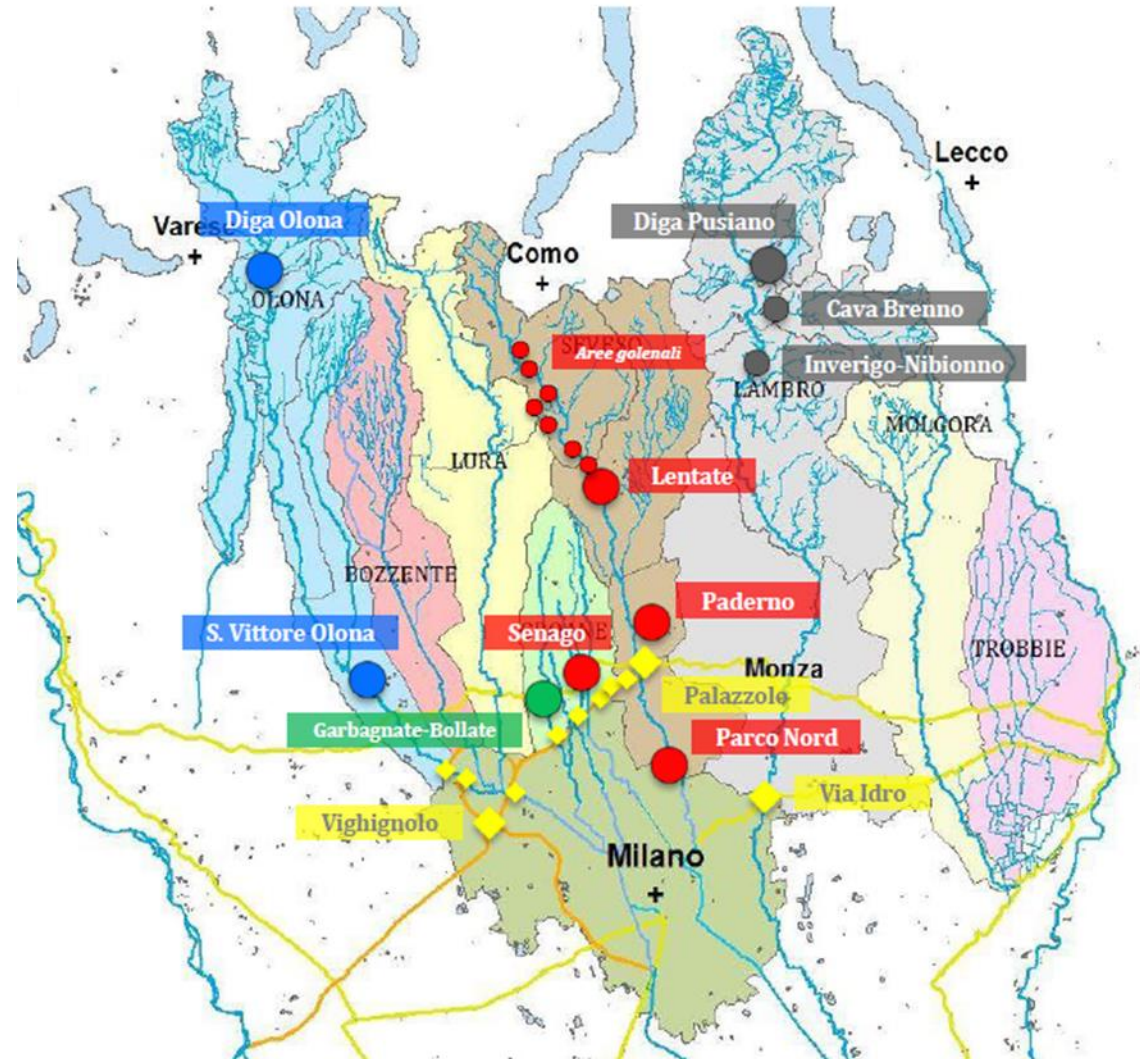 Lecco
Diga Olona
Diga Pusiano
Varese
Como
OLONA
Cava Brenno
SEVESO
Aree golenali
Inverigo-Nibionno
LAMBRO
MOLGORA
LURA
Lentate
BOZZENTE
Paderno
S. Vittore Olona
Senago
TROBBIE
Monza
Palazzolo
Garbagnate-Bollate
Parco Nord
Via Idro
Vighignolo
Milano